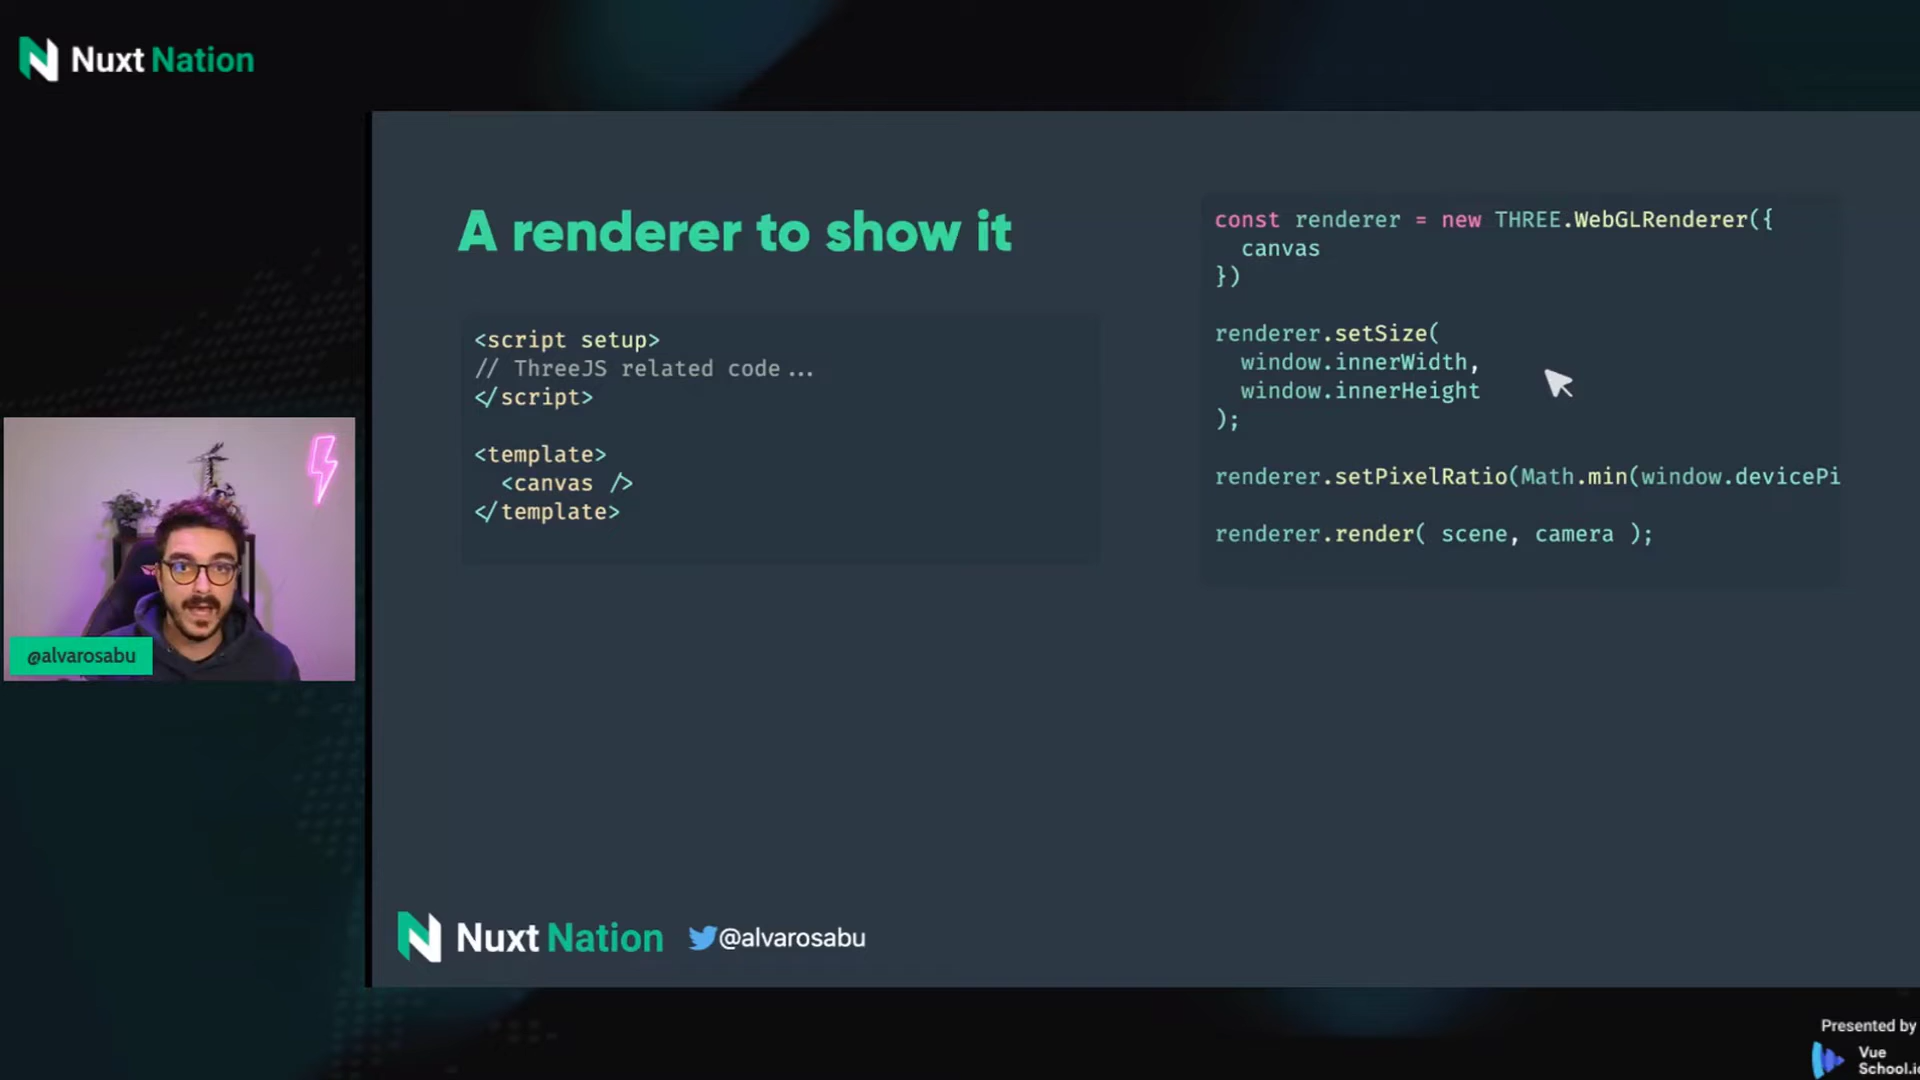 Nuxt Nation
A renderer to show it
<script setup>
// ThreeJS related code...
</script>
<template>
<canvas />
</template>
const renderer = new THREE.WebGLRenderer({
canvas
})
renderer.setSize(
window.innerWidth,
window.innerHeight
);
renderer.setPixelRatio(Math.min(window.devicePi
renderer.render( scene, camera );
@alvarosabu
Nuxt Nation @alvarosabu
Presented by
Vue
School.io